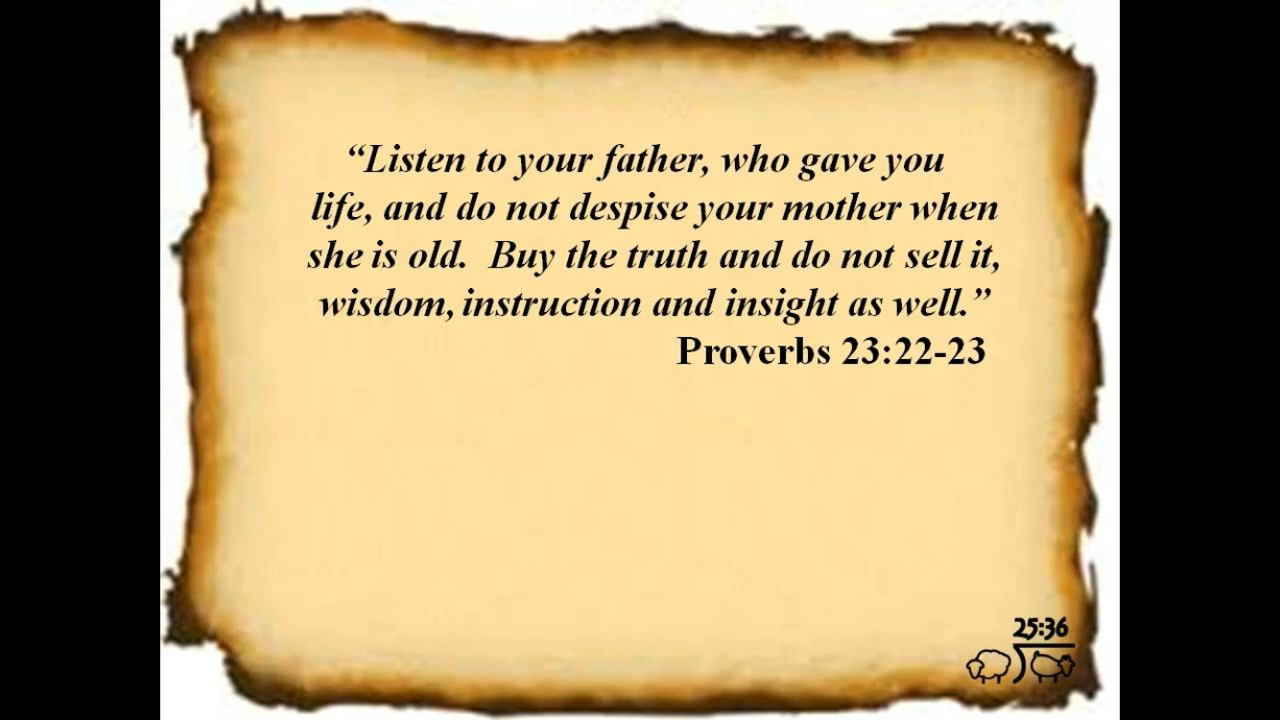 “Listen to your father, who gave you
life, and do not despise your mother when
she is old.  Buy the truth and do not sell it,
wisdom, instruction and insight as well.”
Proverbs 23:22-23
25:36